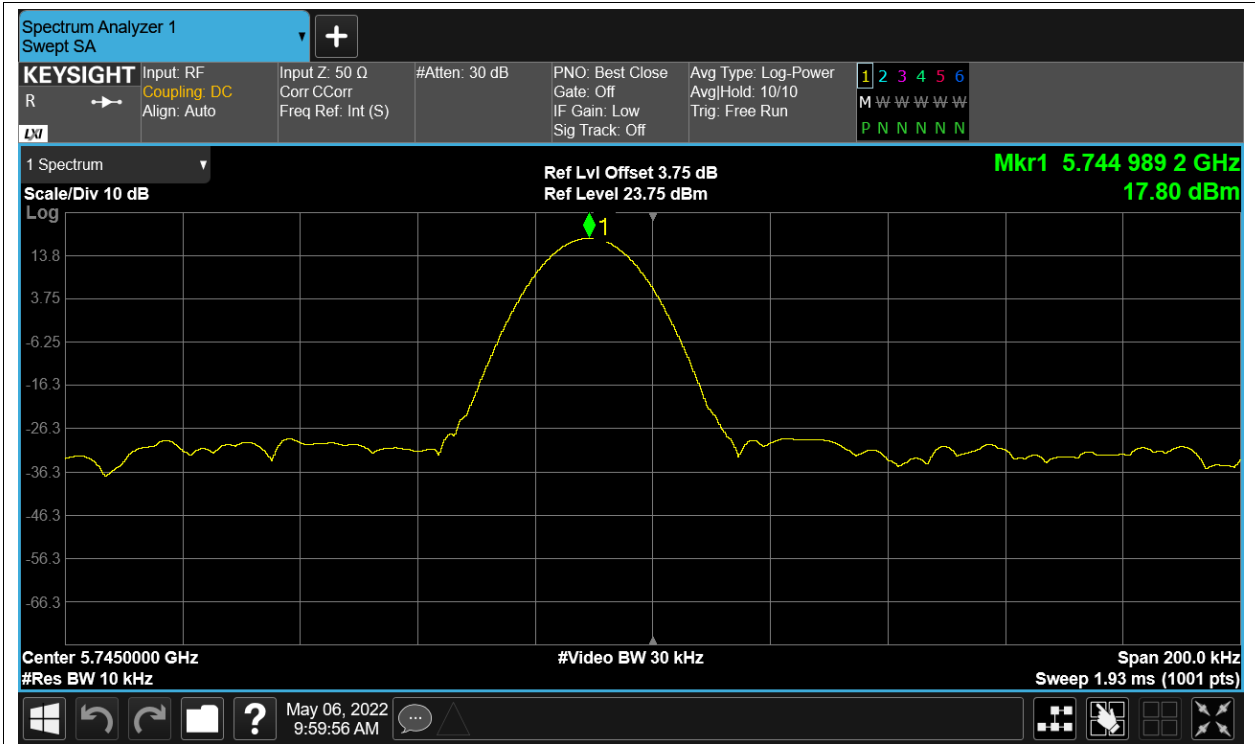 Spectrum Analyzer 1
Swept SA
KEYSIGHT
R
LXI
Input: RF
Coupling: DC
Align: Auto
Input Z: 50 Ω
Corr CCorr
Freq Ref: Int (S)
#Atten: 30 dB
PNO: Best Close
Gate: Off
IF Gain: Low
Sig Track: Off
Avg Type: Log-Power
Avg|Hold: 10/10
Trig: Free Run
1 2 3 4 5 6
M W W W W W
P N N N N N
1 Spectrum
Scale/Div 10 dB
Log
Ref Lvl Offset 3.75 dB
Ref Level 23.75 dBm
Mkr1 5.744 989 2 GHz
17.80 dBm
1
13.8
3.75
-6.25
-16.3
-26.3
-36.3
-46.3
-56.3
-66.3
Center 5.7450000 GHz
#Res BW 10 kHz
#Video BW 30 kHz
Span 200.0 kHz
Sweep 1.93 ms (1001 pts)
?
May 06, 2022
9:59:56 AM